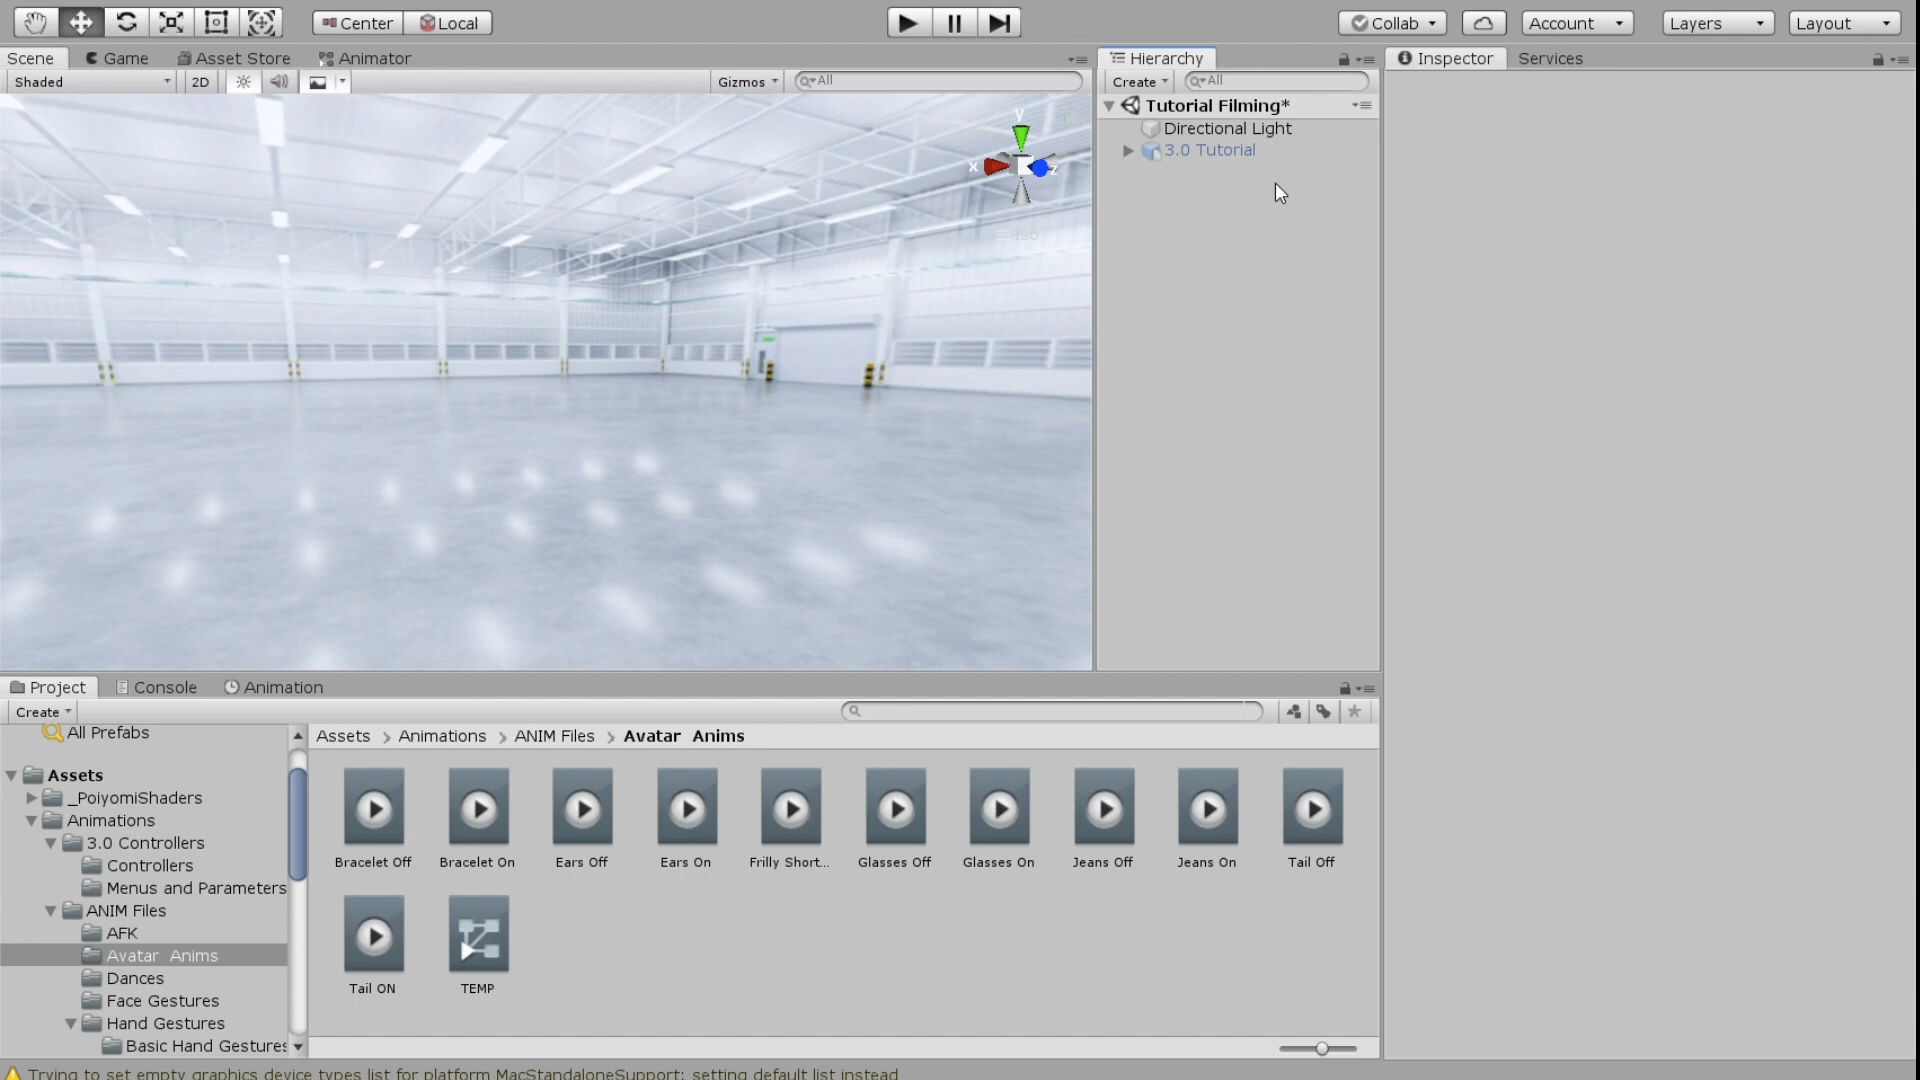 Center Local Collab Account Layers Layout
Scene Game Asset Store Animator
Hierarchy
Inspector Services
Shaded 2D Gizmos All
Create All
Tutorial Filming*
Directional Light
3.0 Tutorial
y
x z
Iso
Project Console Animation
Create
All Prefabs
Assets
_PoiyomiShaders
Animations
3.0 Controllers
Controllers
Menus and Parameters
ANIM Files
AFK
Avatar Anims
Dances
Face Gestures
Hand Gestures
Basic Hand Gestures
Assets Animations ANIM Files Avatar Anims
Bracelet Off Bracelet On Ears Off Ears On Frilly Short... Glasses Off Glasses On Jeans Off Jeans On Tail Off
Tail ON TEMP
Trying to set empty graphics device types list for platform MacStandaloneSupport: setting default list instead